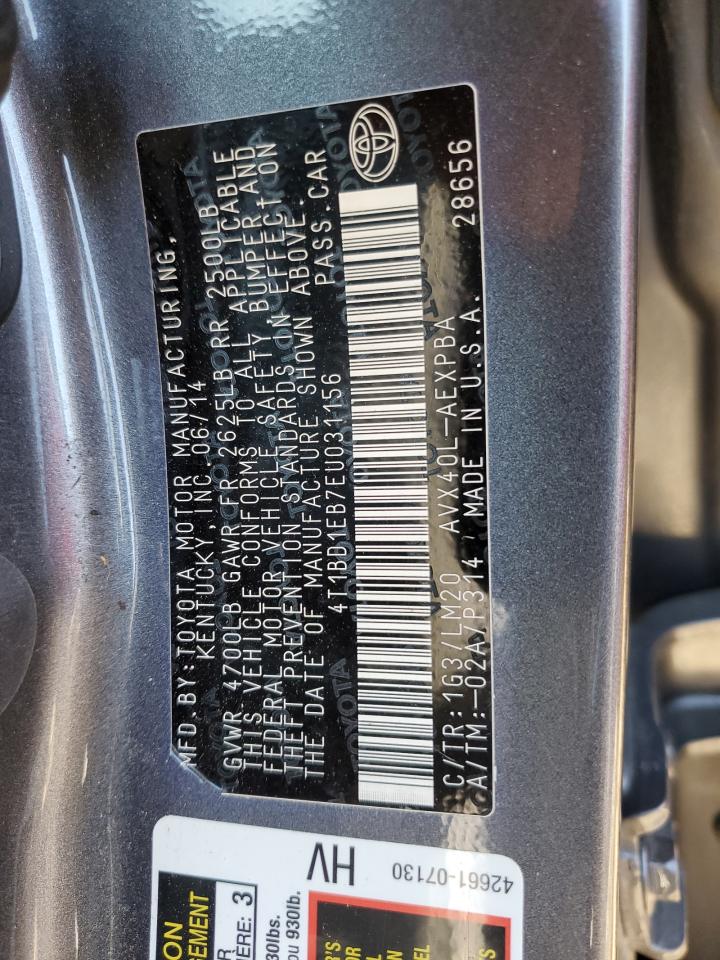 MFD.BY:TOYOTA MOTOR MANUFACTURING,
KENTUCKY, INC. 06/14
GVWR 4700LB GAWR FR 2625LB RR 2500LB
THIS VEHICLE CONFORMS TO ALL APPLICABLE
FEDERAL MOTOR VEHICLE SAFETY, BUMPER, AND
THEFT PREVENTION STANDARDS IN EFFECT ON
THE DATE OF MANUFACTURE SHOWN ABOVE.
4T1BD1EB7EU031156 PASS.CAR
C/TR:1G3/LM20 AVX40L-AEXPBA
A/TM:-02A/P314 MADE IN U.S.A. 28656
HV
42661-07130
GEMENT
3
930lb.